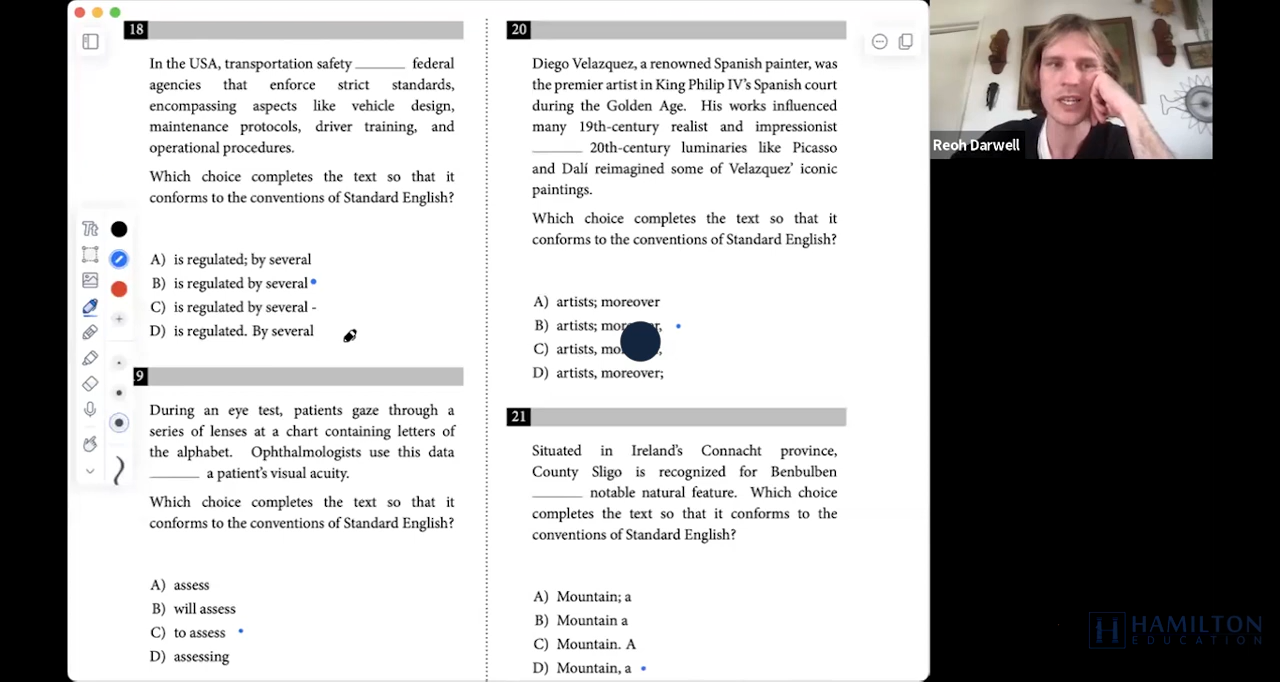 18
In the USA, transportation safety ______ federal
agencies that enforce strict standards,
encompassing aspects like vehicle design,
maintenance protocols, driver training, and
operational procedures.
Which choice completes the text so that it
conforms to the conventions of Standard English?
A) is regulated; by several
B) is regulated by several
C) is regulated by several -
D) is regulated. By several
9
During an eye test, patients gaze through a
series of lenses at a chart containing letters of
the alphabet. Ophthalmologists use this data
______ a patient's visual acuity.
Which choice completes the text so that it
conforms to the conventions of Standard English?
A) assess
B) will assess
C) to assess
D) assessing
20
Diego Velazquez, a renowned Spanish painter, was
the premier artist in King Philip IV's Spanish court
during the Golden Age. His works influenced
many 19th-century realist and impressionist
______ 20th-century luminaries like Picasso
and Dalí reimagined some of Velazquez' iconic
paintings.
Which choice completes the text so that it
conforms to the conventions of Standard English?
A) artists; moreover
B) artists;
C) artists,
D) artists, moreover;
21
Situated in Ireland's Connacht province,
County Sligo is recognized for Benbulben
______ notable natural feature. Which choice
completes the text so that it conforms to the
conventions of Standard English?
A) Mountain; a
B) Mountain a
C) Mountain. A
D) Mountain, a
Reoh Darwell
HAMILTON
EDUCATION